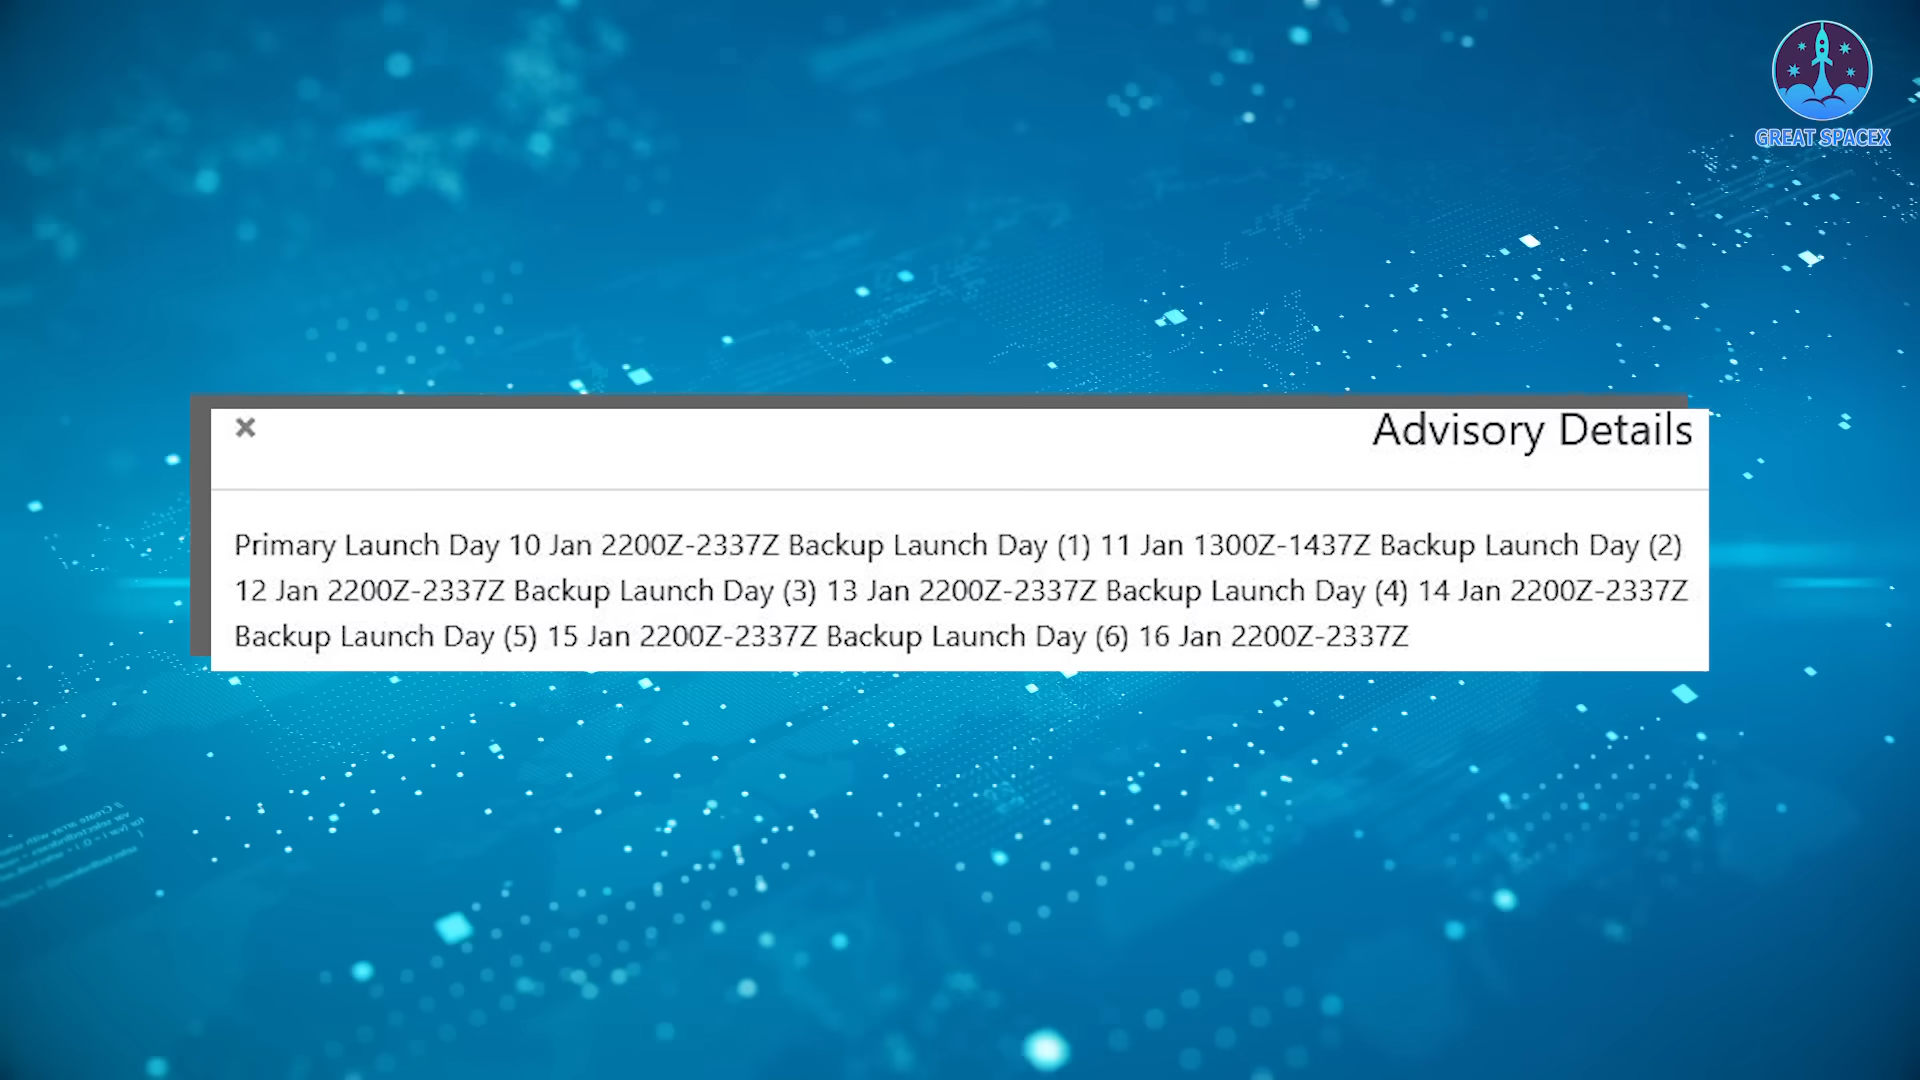 GREAT SPACEX
Advisory Details
Primary Launch Day 10 Jan 2200Z-2337Z Backup Launch Day (1) 11 Jan 1300Z-1437Z Backup Launch Day (2)
12 Jan 2200Z-2337Z Backup Launch Day (3) 13 Jan 2200Z-2337Z Backup Launch Day (4) 14 Jan 2200Z-2337Z
Backup Launch Day (5) 15 Jan 2200Z-2337Z Backup Launch Day (6) 16 Jan 2200Z-2337Z